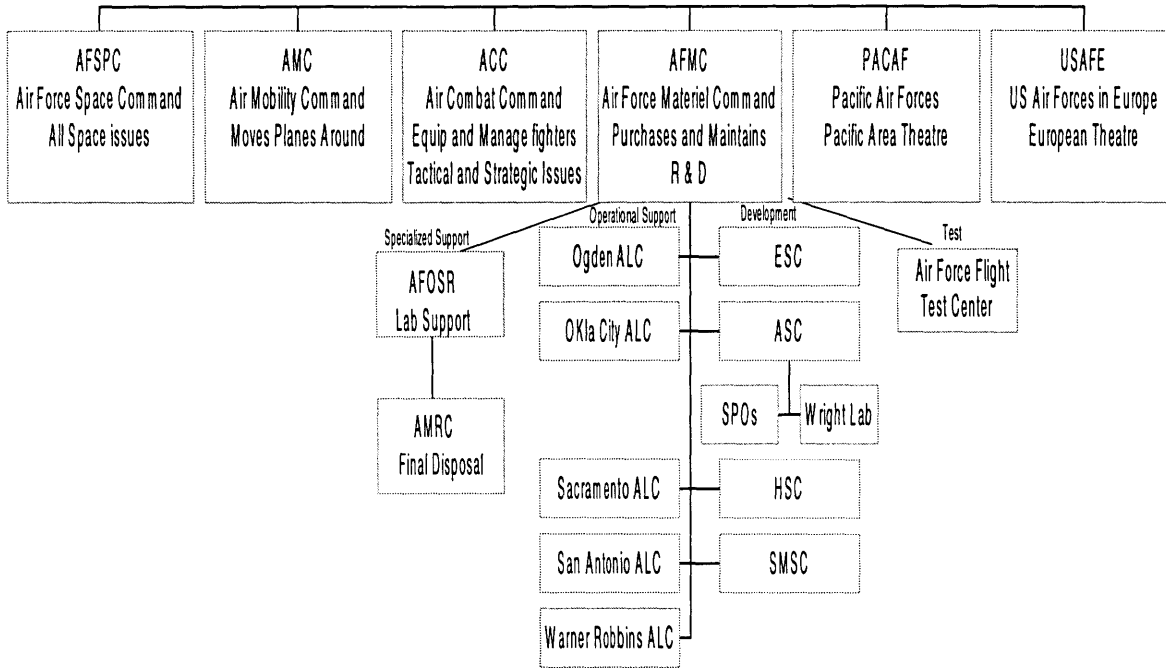 AFSPC
Air Force Space Command
All Space issues
AMC
Air Mobility Command
Moves Planes Around
ACC
Air Combat Command
Equip and Manage fighters
Tactical and Strategic Issues
AFMC
Air Force Materiel Command
Purchases and Maintains
R & D
PACAF
Pacific Air Forces
Pacific Area Theatre
USAFE
US Air Forces in Europe
European Theatre
Specialized Support
AFOSR
Lab Support
AMRC
Final Disposal
Operational Support
Ogden ALC
OKla City ALC
Sacramento ALC
San Antonio ALC
Warner Robbins ALC
Development
ESC
ASC
SPOs
Wright Lab
HSC
SMSC
Test
Air Force Flight
Test Center